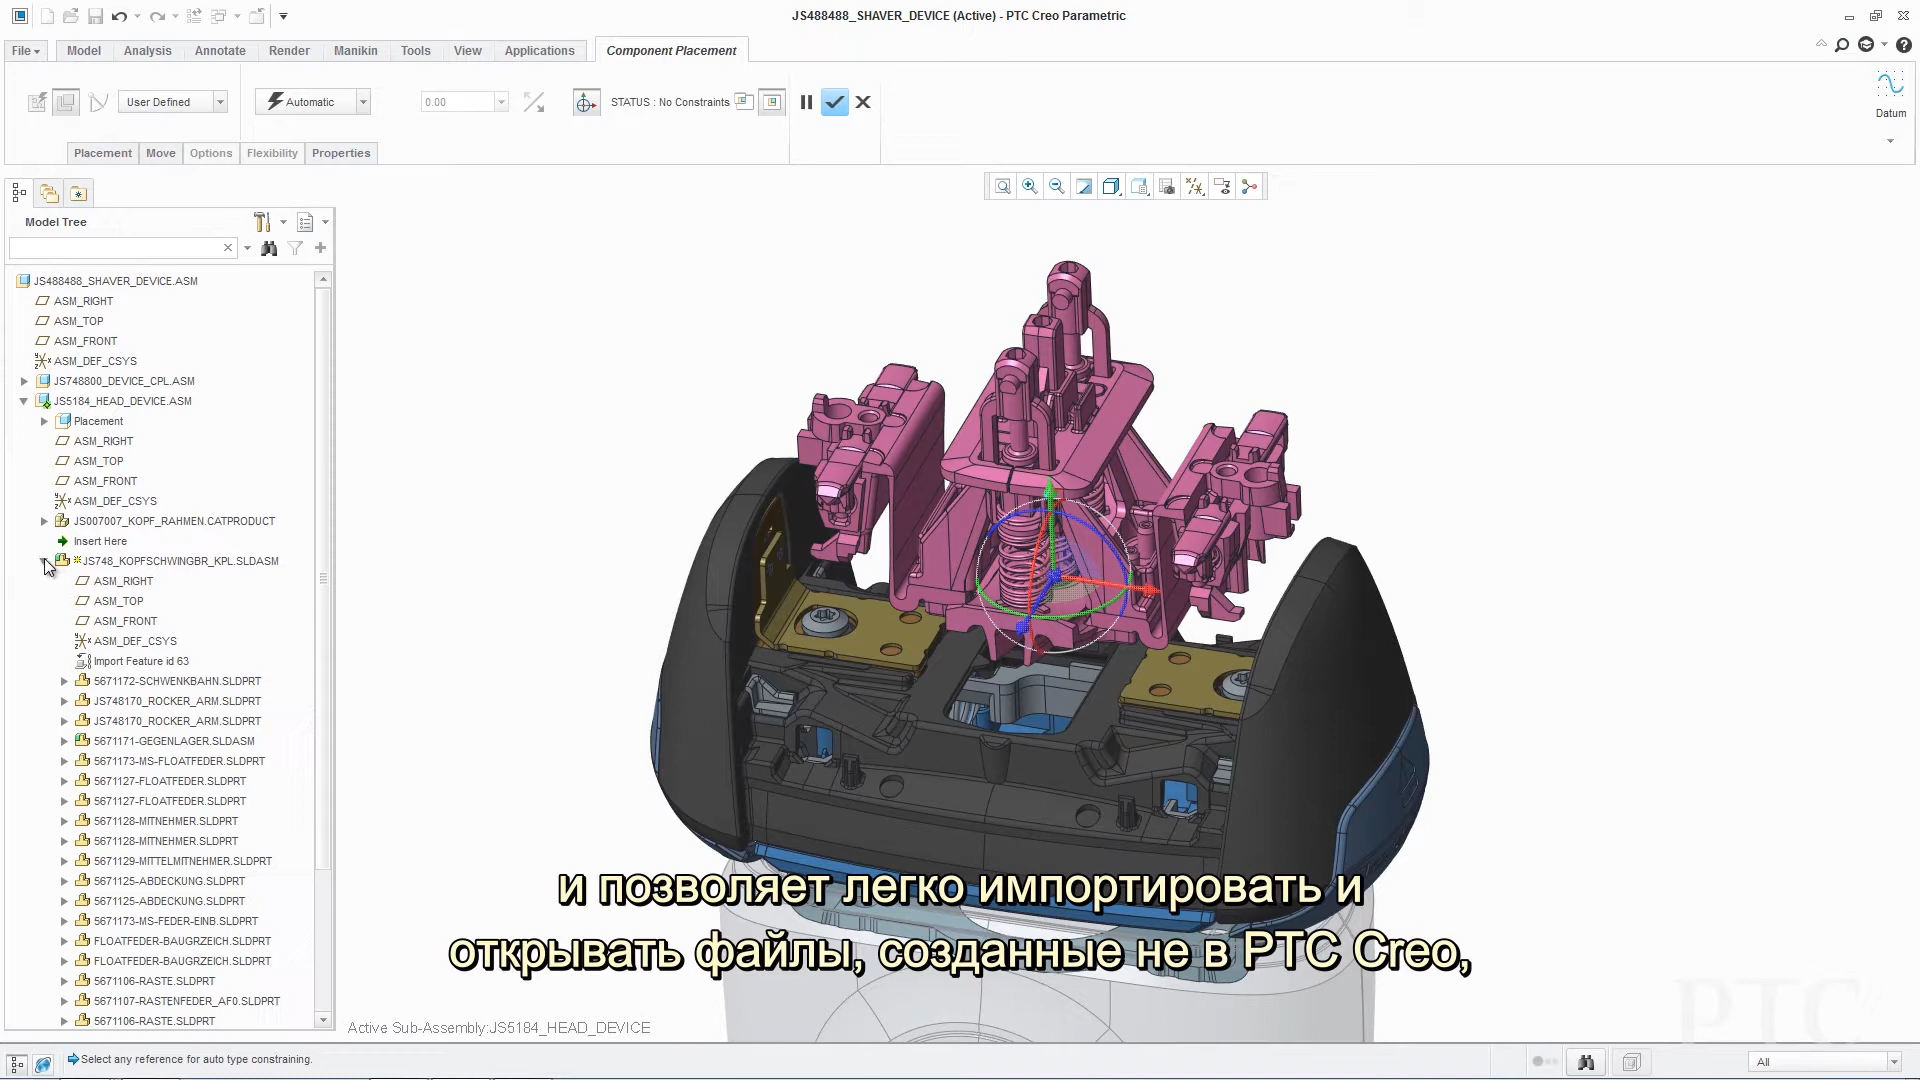 JS488488_SHAVER_DEVICE (Active) - PTC Creo Parametric
File Model Analysis Annotate Render Manikin Tools View Applications Component Placement
User Defined Automatic 0.00 STATUS : No Constraints
Datum
Placement Move Options Flexibility Properties
Model Tree
JS488488_SHAVER_DEVICE.ASM
ASM_RIGHT
ASM_TOP
ASM_FRONT
ASM_DEF_CSYS
JS748800_DEVICE_CPL.ASM
JS5184_HEAD_DEVICE.ASM
Placement
ASM_RIGHT
ASM_TOP
ASM_FRONT
ASM_DEF_CSYS
JS007007_KOPF_RAHMEN.CATPRODUCT
Insert Here
JS748_KOPFSCHWINGBR_KPL.SLDASM
ASM_RIGHT
ASM_TOP
ASM_FRONT
ASM_DEF_CSYS
Import Feature id 63
5671172-SCHWENKBAHN.SLDPRT
JS748170_ROCKER_ARM.SLDPRT
JS748170_ROCKER_ARM.SLDPRT
5671171-GEGENLAGER.SLDASM
5671173-MS-FLOATFEDER.SLDPRT
5671127-FLOATFEDER.SLDPRT
5671127-FLOATFEDER.SLDPRT
5671128-MITNEHMER.SLDPRT
5671128-MITNEHMER.SLDPRT
5671129-MITTELMITNEHMER.SLDPRT
5671125-ABDECKUNG.SLDPRT
5671125-ABDECKUNG.SLDPRT
5671173-MS-FEDER-EINB.SLDPRT
FLOATFEDER-BAUGRZEICH.SLDPRT
FLOATFEDER-BAUGRZEICH.SLDPRT
5671106-RASTE.SLDPRT
5671107-RASTENFEDER_AF0.SLDPRT
5671106-RASTE.SLDPRT
и позволяет легко импортировать и
открывать файлы, созданные не в PTC Creo,
PTC
Active Sub-Assembly:JS5184_HEAD_DEVICE
Select any reference for auto type constraining.
All